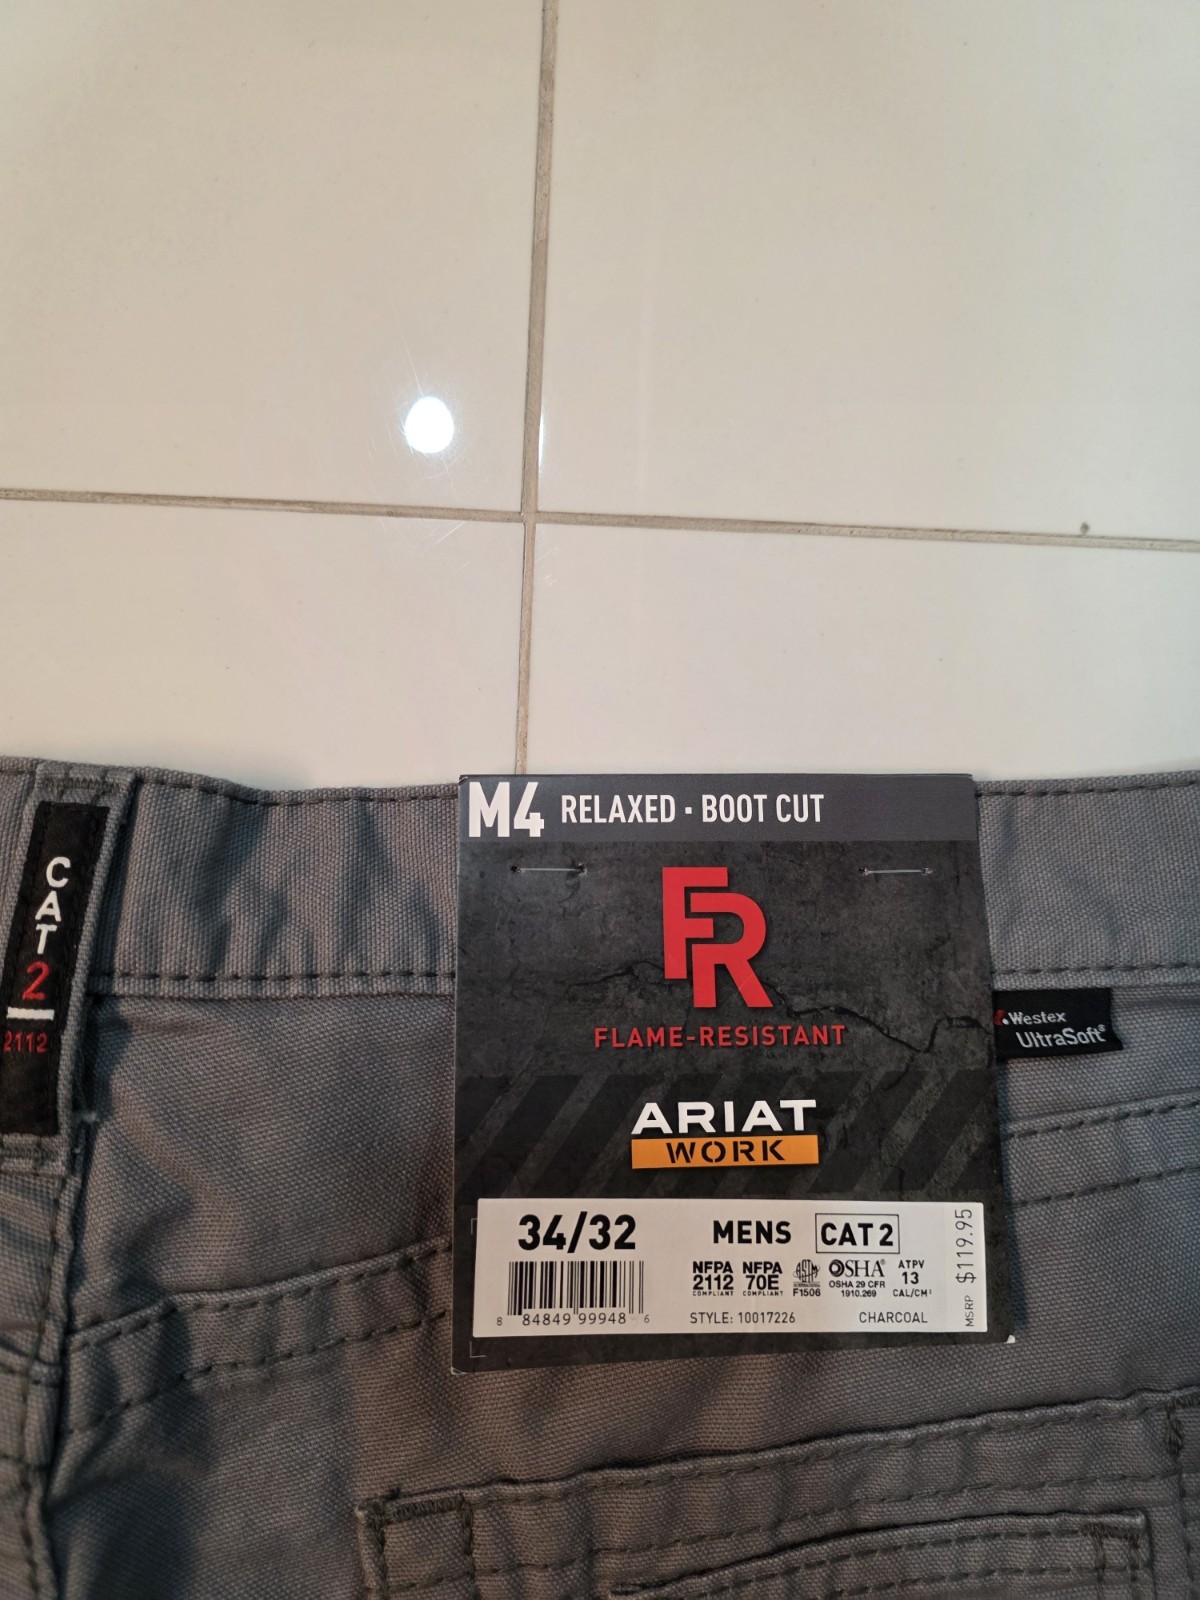 M4 RELAXED · BOOT CUT
FR
FLAME-RESISTANT
ARIAT
WORK
34/32 MENS CAT 2
NFPA 2112 COMPLIANT
NFPA 70E COMPLIANT
ASTM INTERNATIONAL F1506
OSHA® OSHA 29 CFR 1910.269
ATPV 13 CAL/CM²
8 84849 99948 6
STYLE: 10017226 CHARCOAL
MSRP $119.95
CAT
2
2112
Westex
UltraSoft®